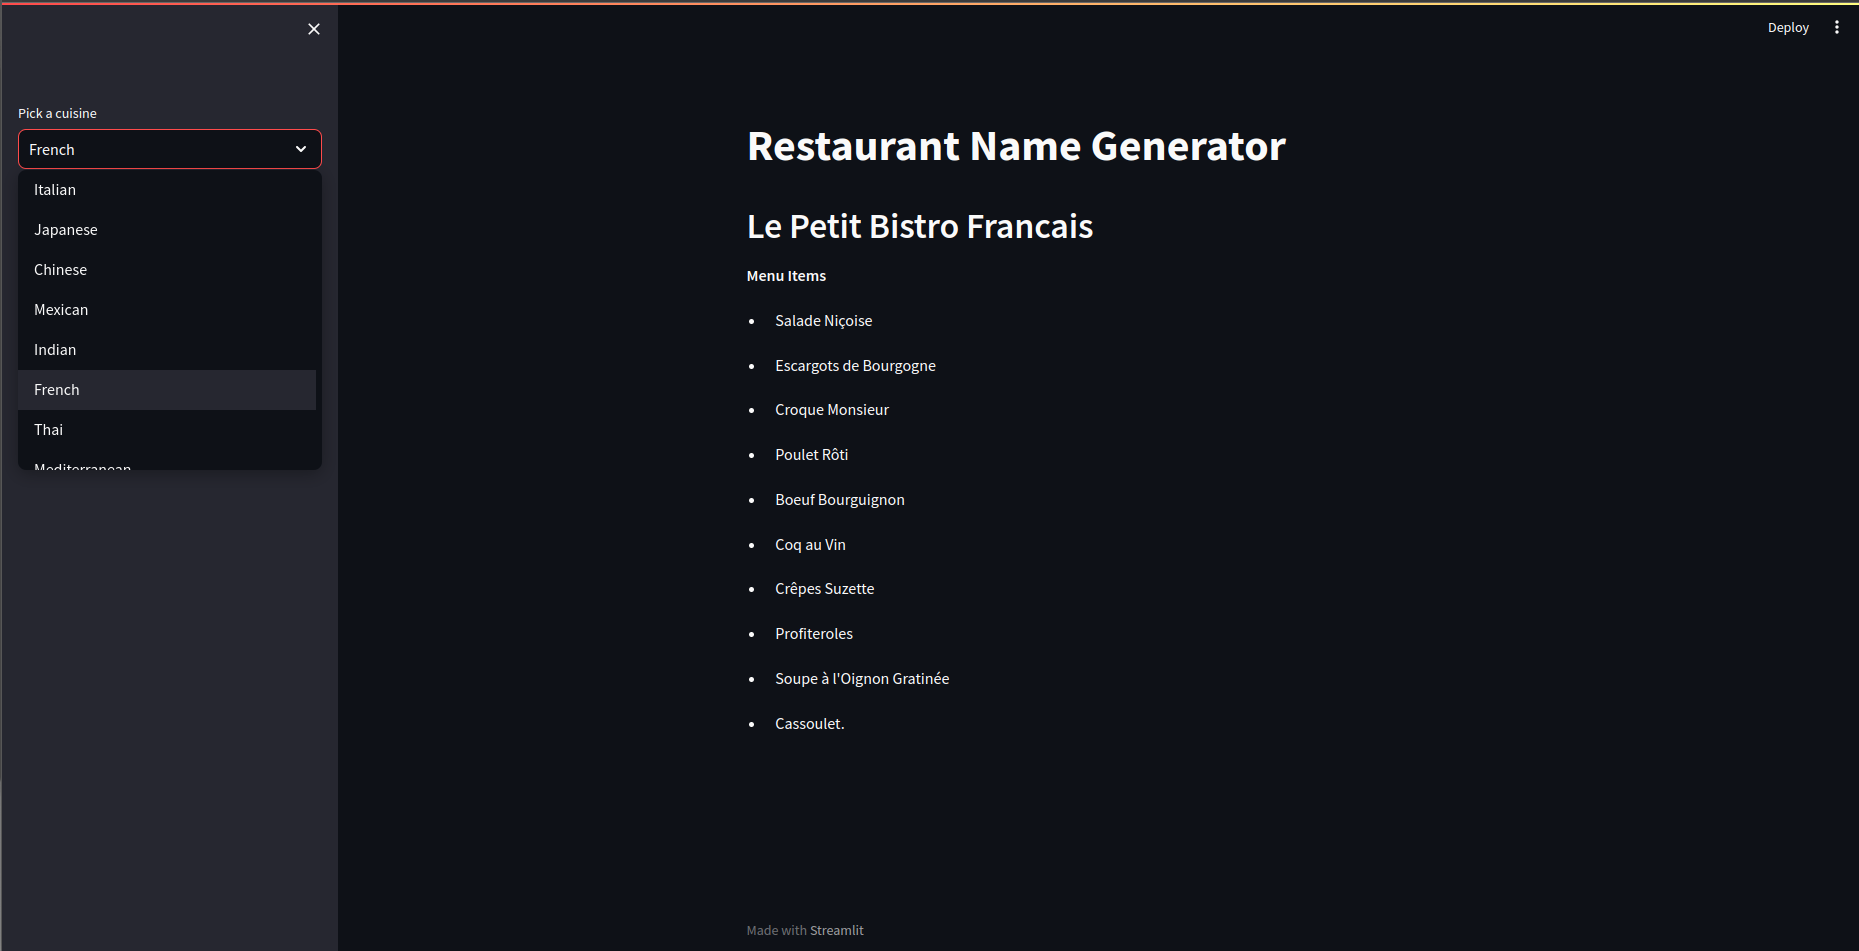 Deploy
Pick a cuisine
French
Italian
Japanese
Chinese
Mexican
Indian
French
Thai
Mediterranean
Restaurant Name Generator
Le Petit Bistro Francais
Menu Items
Salade Niçoise
Escargots de Bourgogne
Croque Monsieur
Poulet Rôti
Boeuf Bourguignon
Coq au Vin
Crêpes Suzette
Profiteroles
Soupe à l'Oignon Gratinée
Cassoulet.
Made with Streamlit